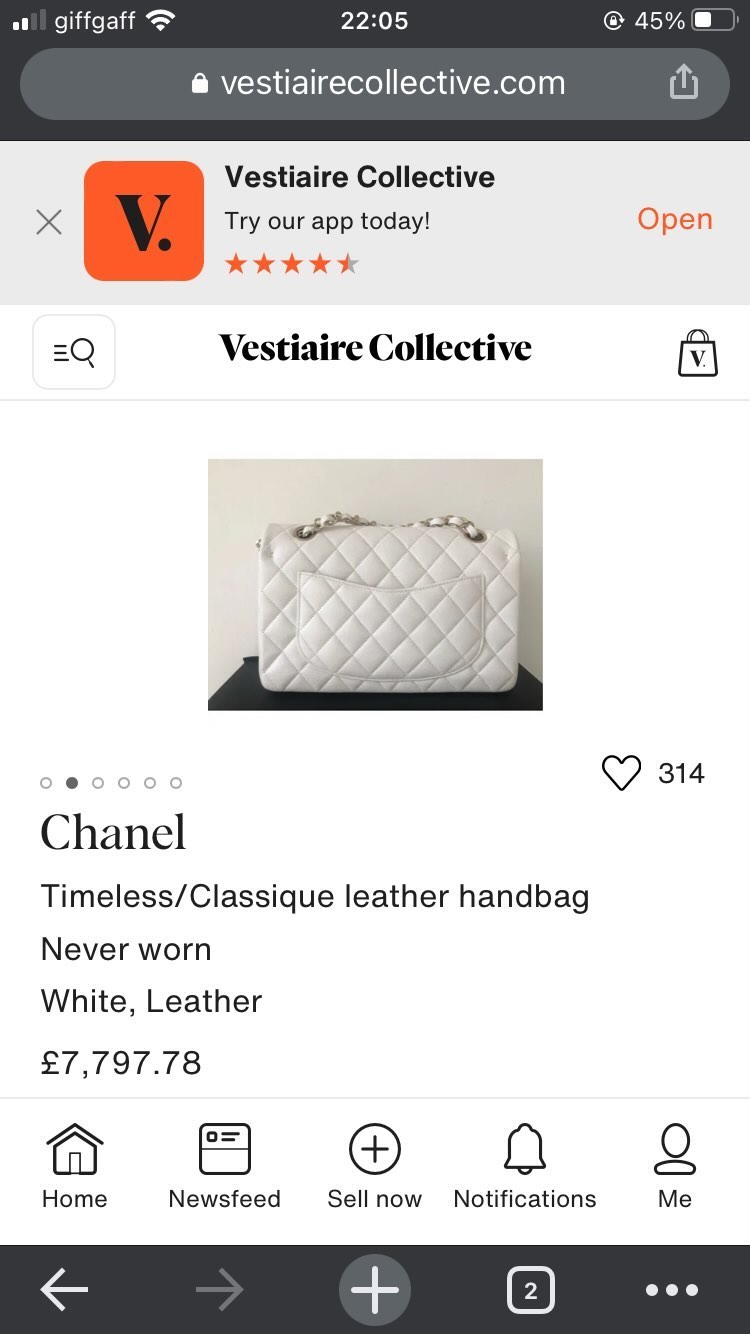 giffgaff 22:05 45%
vestiairecollective.com
Vestiaire Collective
V.
Try our app today!
Open
Vestiaire Collective
V.
314
Chanel
Timeless/Classique leather handbag
Never worn
White, Leather
£7,797.78
Home Newsfeed Sell now Notifications Me
2